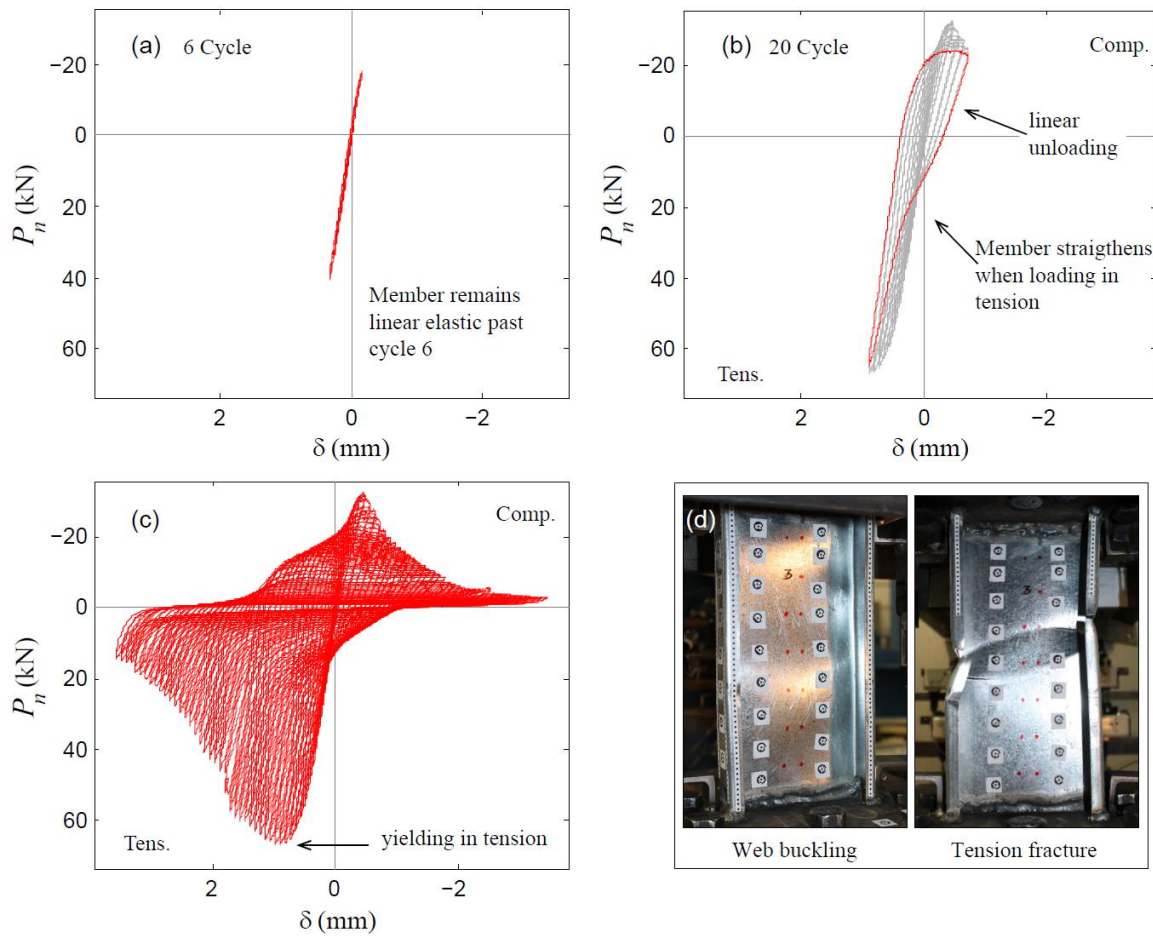 (a) 6 Cycle
−20
0
20
40
60
Pn (kN)
Member remains
linear elastic past
cycle 6
2 0 −2
δ (mm)
(b) 20 Cycle
Comp.
−20
0
20
40
60
Pn (kN)
linear
unloading
Member straigthens
when loading in
tension
Tens.
2 0 −2
δ (mm)
(c)
Comp.
−20
0
20
40
60
Pn (kN)
Tens.
yielding in tension
2 0 −2
δ (mm)
(d)
3
3
Web buckling Tension fracture